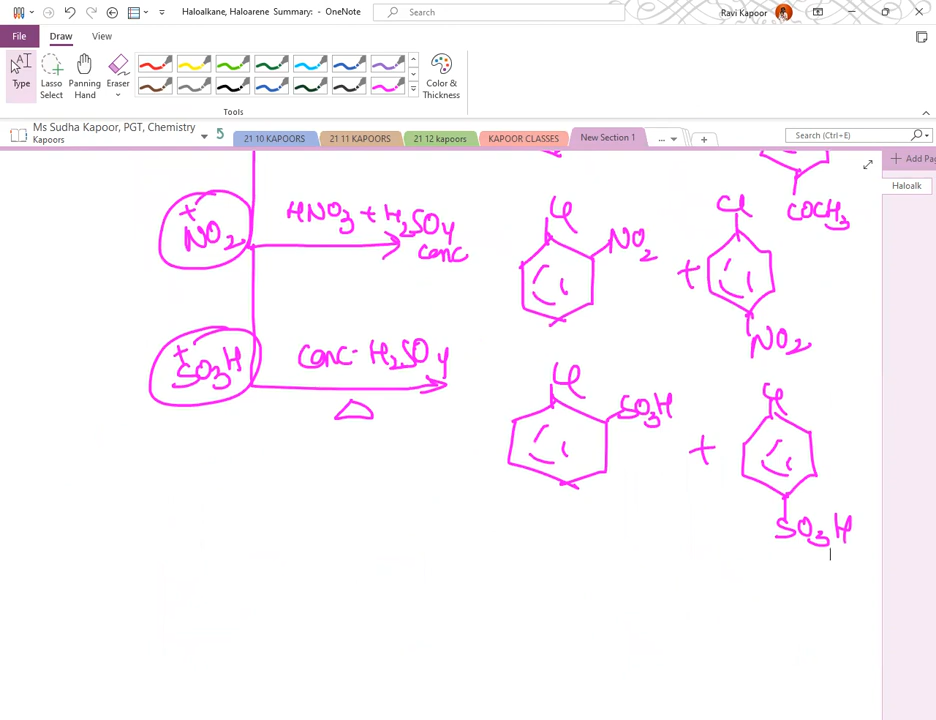 Haloalkane, Haloarene Summary: - OneNote
Search
Ravi Kapoor
File
Draw
View
Type
Lasso Select
Panning Hand
Eraser
Color & Thickness
Tools
Ms Sudha Kapoor, PGT, Chemistry
Kapoors
21 10 KAPOORS
21 11 KAPOORS
21 12 kapoors
KAPOOR CLASSES
New Section 1
...
Search (Ctrl+E)
Add Pag
Haloalk
COCH3
+
NO2
HNO3 + H2SO4
conc
Cl
NO2
+
Cl
NO2
+
SO3H
Conc. H2SO4
△
Cl
SO3H
+
Cl
SO3H